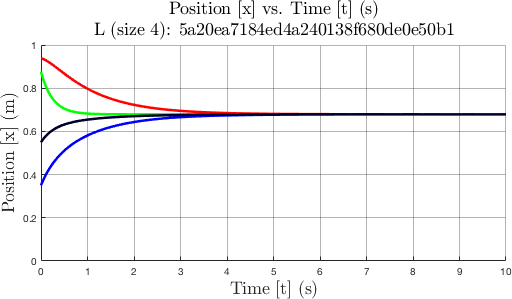 Position [x] vs. Time [t] (s)
L (size 4): 5a20ea7184ed4a240138f680de0e50b1
Position [x] (m)
1
0.8
0.6
0.4
0.2
0
0 1 2 3 4 5 6 7 8 9 10
Time [t] (s)